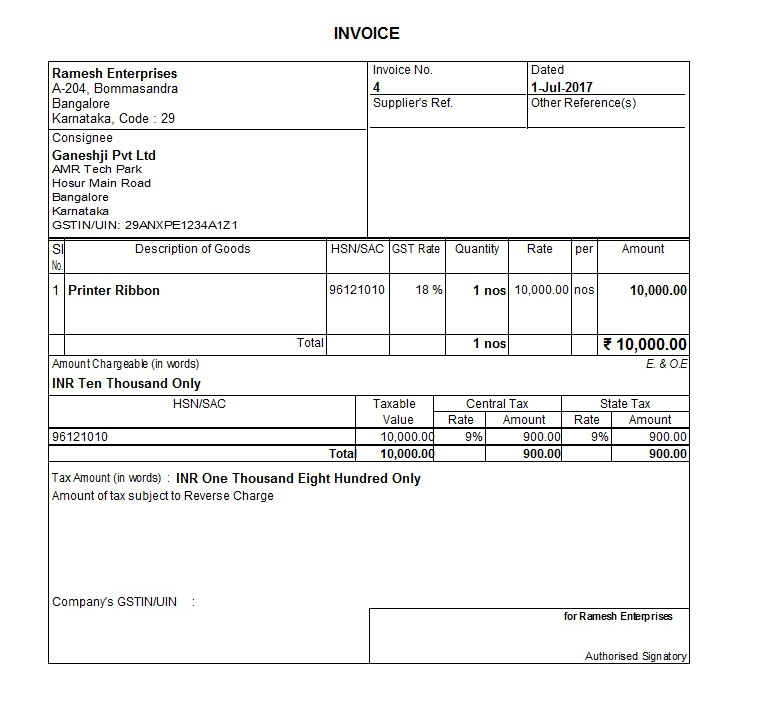 INVOICE
Ramesh Enterprises
A-204, Bommasandra
Bangalore
Karnataka, Code : 29
Invoice No.
4
Dated
1-Jul-2017
Supplier's Ref.
Other Reference(s)
Consignee
Ganeshji Pvt Ltd
AMR Tech Park
Hosur Main Road
Bangalore
Karnataka
GSTIN/UIN: 29ANXPE1234A1Z1
Sl No. Description of Goods HSN/SAC GST Rate Quantity Rate per Amount
1 Printer Ribbon 96121010 18 % 1 nos 10,000.00 nos 10,000.00
Total 1 nos ₹ 10,000.00
Amount Chargeable (in words) E. & O.E
INR Ten Thousand Only
HSN/SAC Taxable Value Central Tax State Tax
Rate Amount Rate Amount
96121010 10,000.00 9% 900.00 9% 900.00
Total 10,000.00 900.00 900.00
Tax Amount (in words) : INR One Thousand Eight Hundred Only
Amount of tax subject to Reverse Charge
Company's GSTIN/UIN :
for Ramesh Enterprises
Authorised Signatory